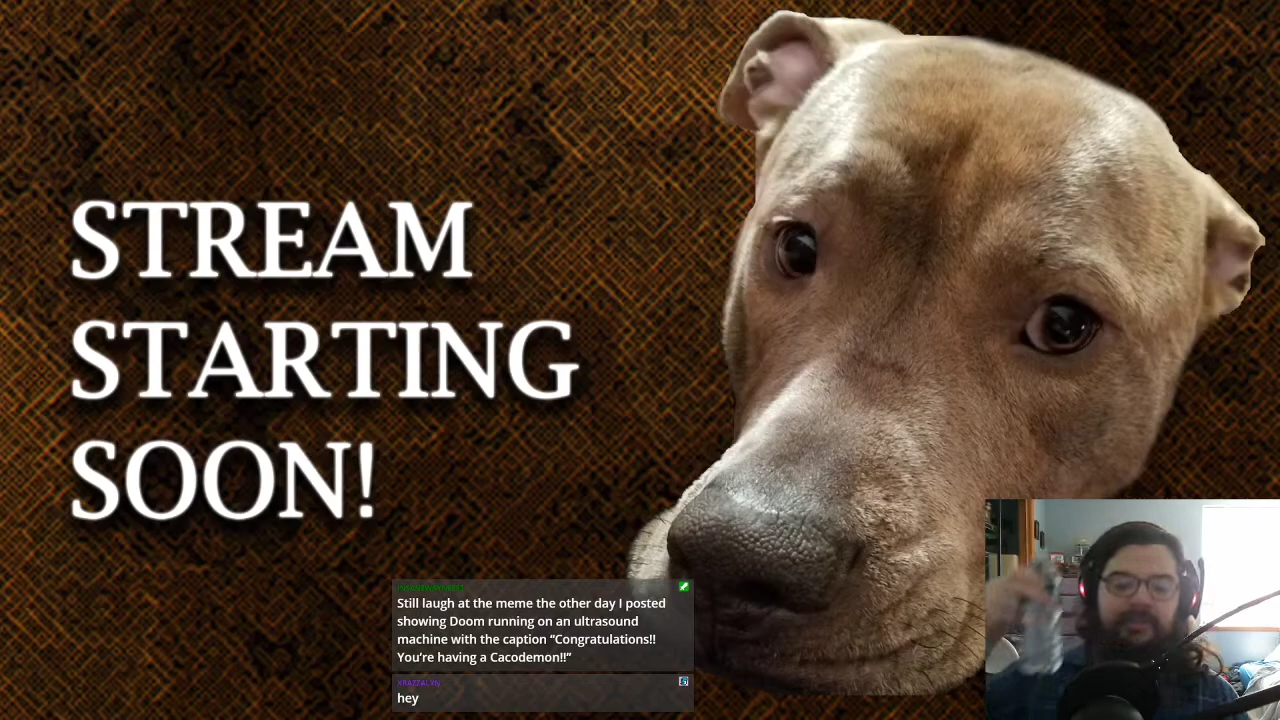 STREAM
STARTING
SOON!
Still laugh at the meme the other day I posted
showing Doom running on an ultrasound
machine with the caption “Congratulations!!
You’re having a Cacodemon!!”
XRAZZALYN
hey